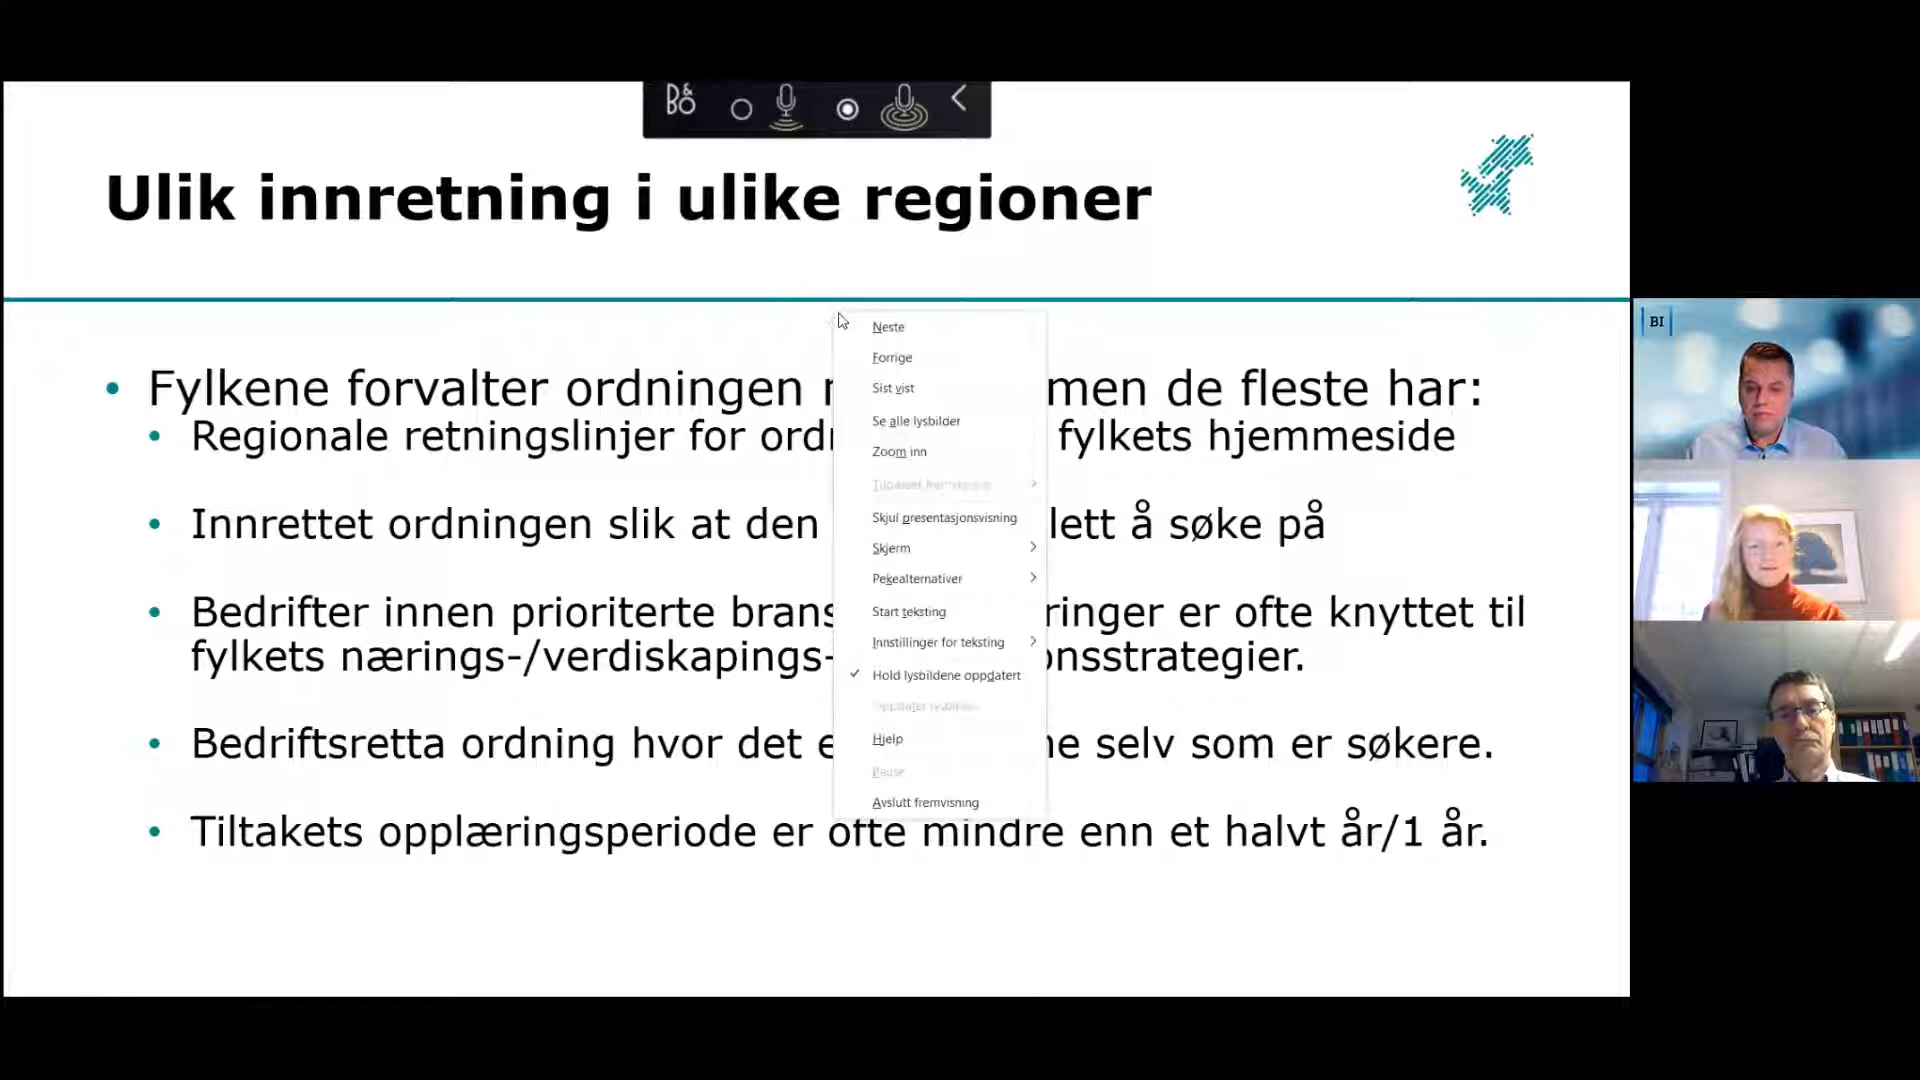 B&O
Ulik innretning i ulike regioner
BI
Fylkene forvalter ordningen men de fleste har:
Regionale retningslinjer for fylkets hjemmeside
Innrettet ordningen slik at den lett å søke på
Bedrifter innen prioriterte er ofte knyttet til
fylkets nærings-/verdiskapings-
Bedriftsretta ordning hvor det selv som er søkere.
Tiltakets opplæringsperiode er ofte mindre enn et halvt år/1 år.
Neste
Forrige
Sist vist
Se alle lysbilder
Zoom inn
Skjul presentasjonsvisning
Skjerm
Pekealternativer
Start teksting
Innstillinger for teksting
Hold lysbildene oppdatert
Hjelp
Pause
Avslutt fremvisning